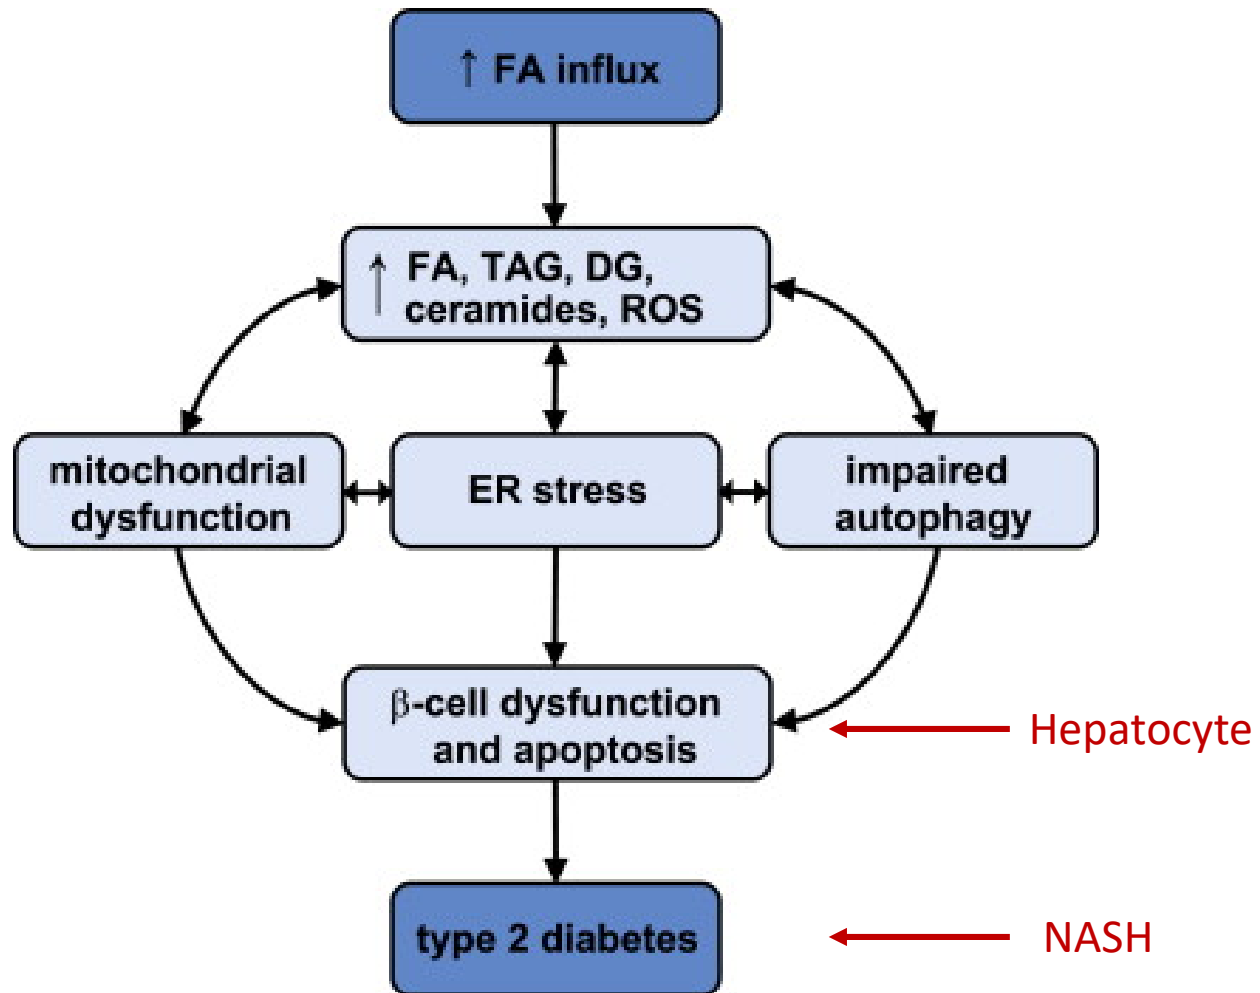 ↑ FA influx
↑ FA, TAG, DG,
ceramides, ROS
mitochondrial
dysfunction
ER stress
impaired
autophagy
β-cell dysfunction
and apoptosis
Hepatocyte
type 2 diabetes
NASH